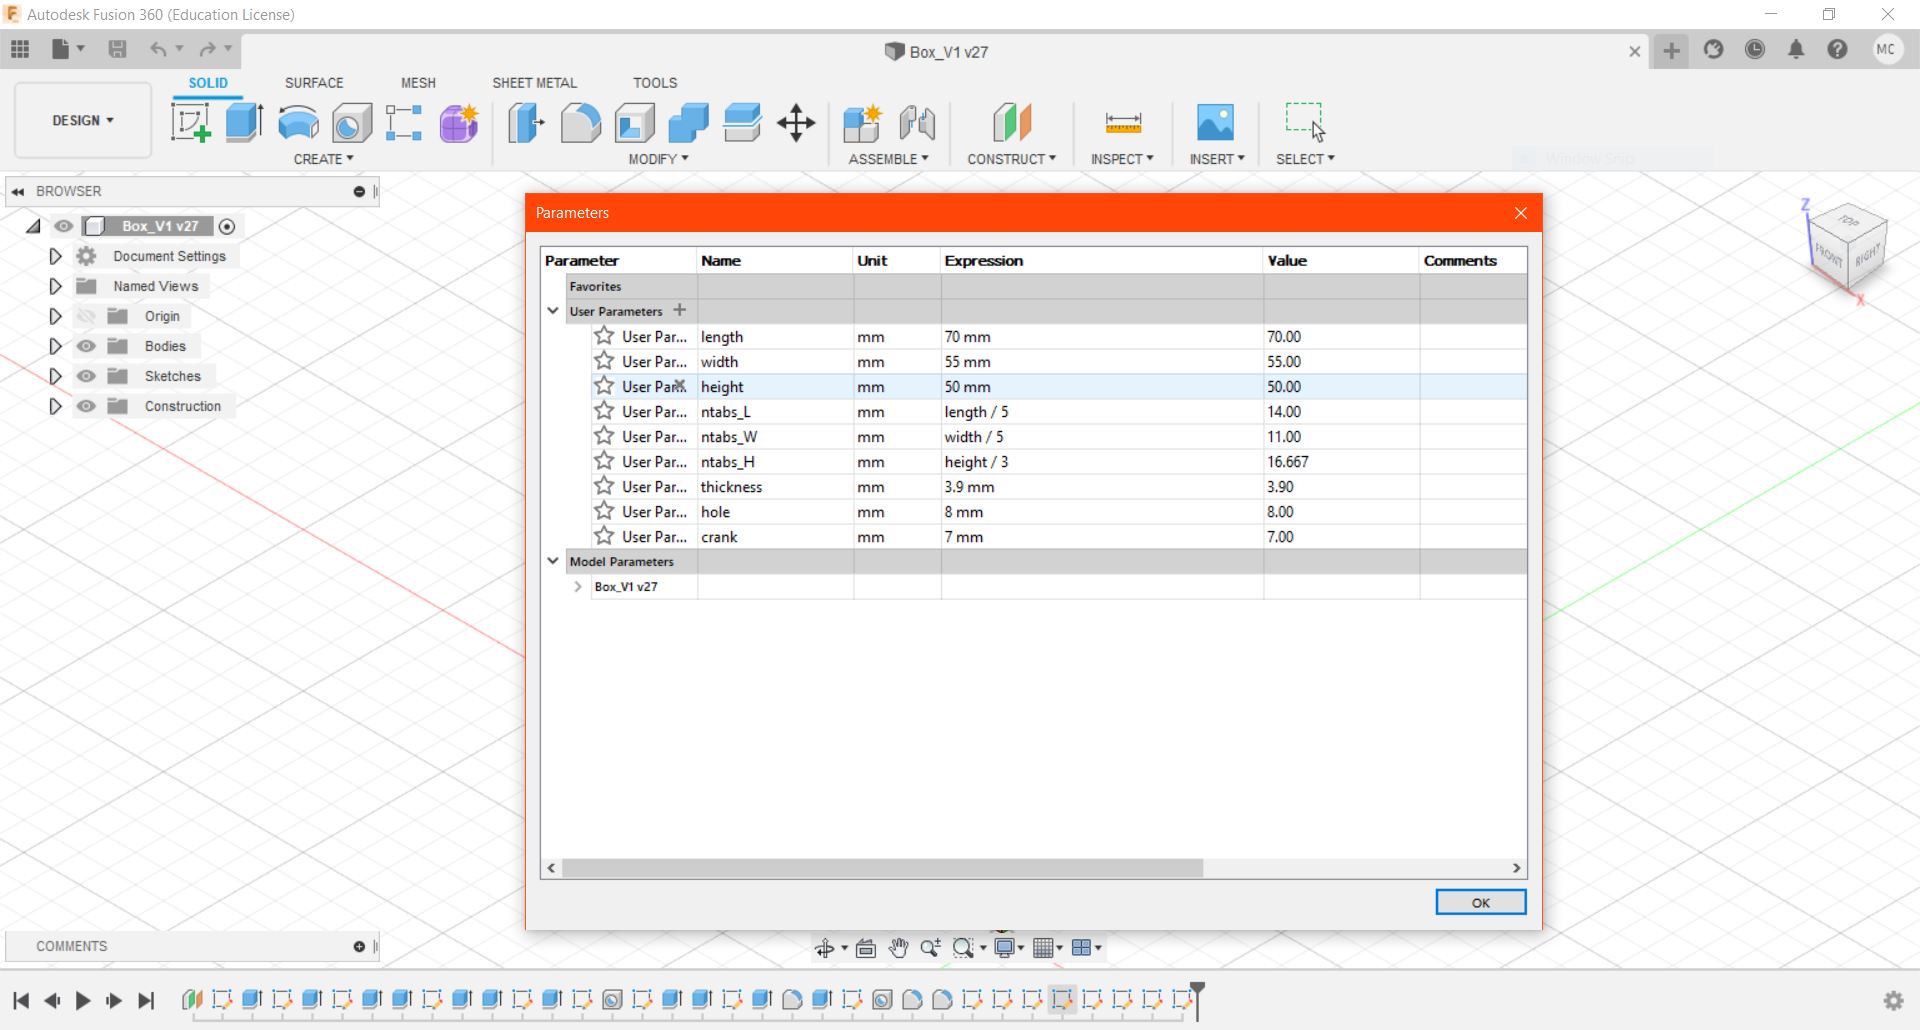 Autodesk Fusion 360 (Education License)
Box_V1 v27
MC
SOLID SURFACE MESH SHEET METAL TOOLS
DESIGN
CREATE MODIFY ASSEMBLE CONSTRUCT INSPECT INSERT SELECT
Window Snip
BROWSER
Box_V1 v27
Document Settings
Named Views
Origin
Bodies
Sketches
Construction
TOP
FRONT
RIGHT
Z
X
Parameters
Parameter Name Unit Expression Value Comments
Favorites
User Parameters
User Par... length mm 70 mm 70.00
User Par... width mm 55 mm 55.00
User Par... height mm 50 mm 50.00
User Par... ntabs_L mm length / 5 14.00
User Par... ntabs_W mm width / 5 11.00
User Par... ntabs_H mm height / 3 16.667
User Par... thickness mm 3.9 mm 3.90
User Par... hole mm 8 mm 8.00
User Par... crank mm 7 mm 7.00
Model Parameters
Box_V1 v27
OK
COMMENTS